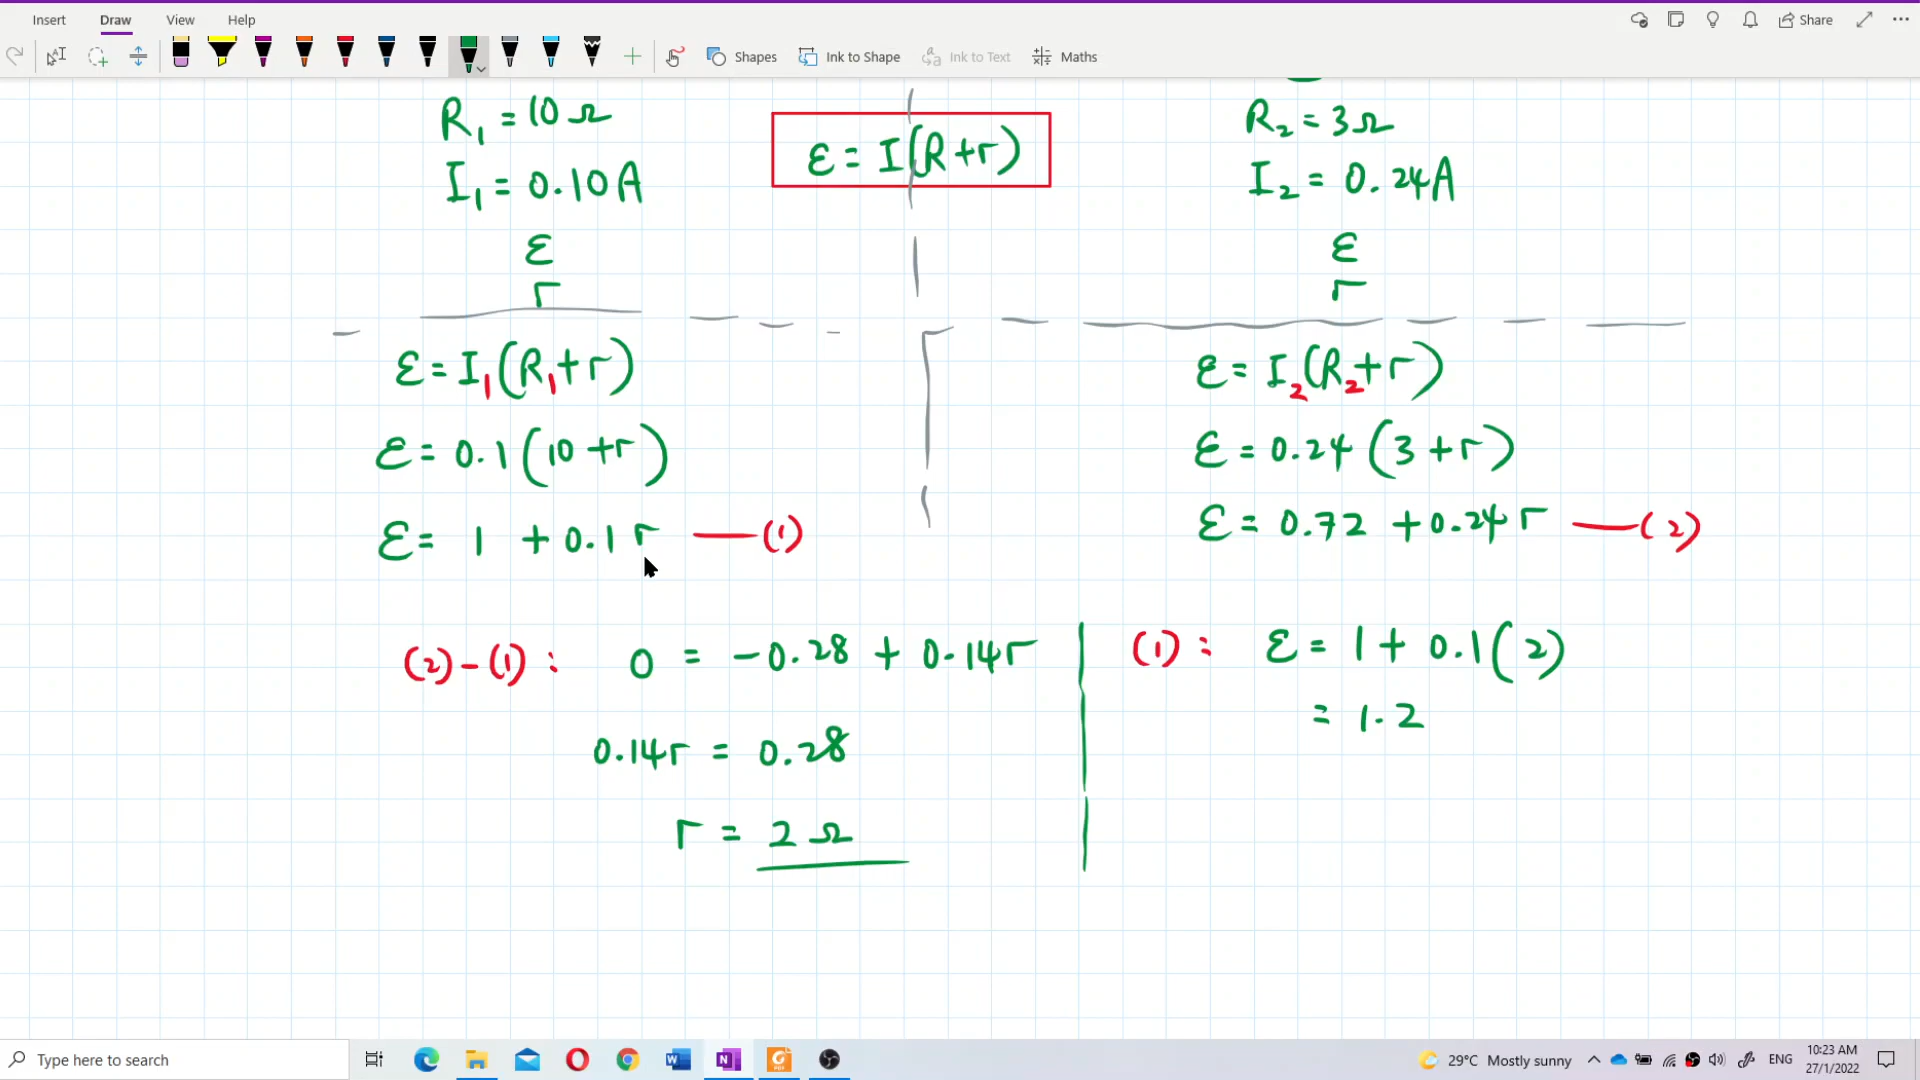 Insert Draw View Help
Share
Shapes Ink to Shape Ink to Text Maths
R₁ = 10 Ω
I₁ = 0.10 A
ε
r
ε = I(R+r)
R₂ = 3 Ω
I₂ = 0.24 A
ε
r
ε = I₁(R₁+r)
ε = 0.1(10+r)
ε = 1 + 0.1 r —(1)
ε = I₂(R₂+r)
ε = 0.24(3+r)
ε = 0.72 + 0.24 r —(2)
(2)-(1): 0 = -0.28 + 0.14r
0.14r = 0.28
r = 2 Ω
(1): ε = 1 + 0.1(2)
= 1.2
Type here to search
29°C Mostly sunny
ENG
10:23 AM
27/1/2022